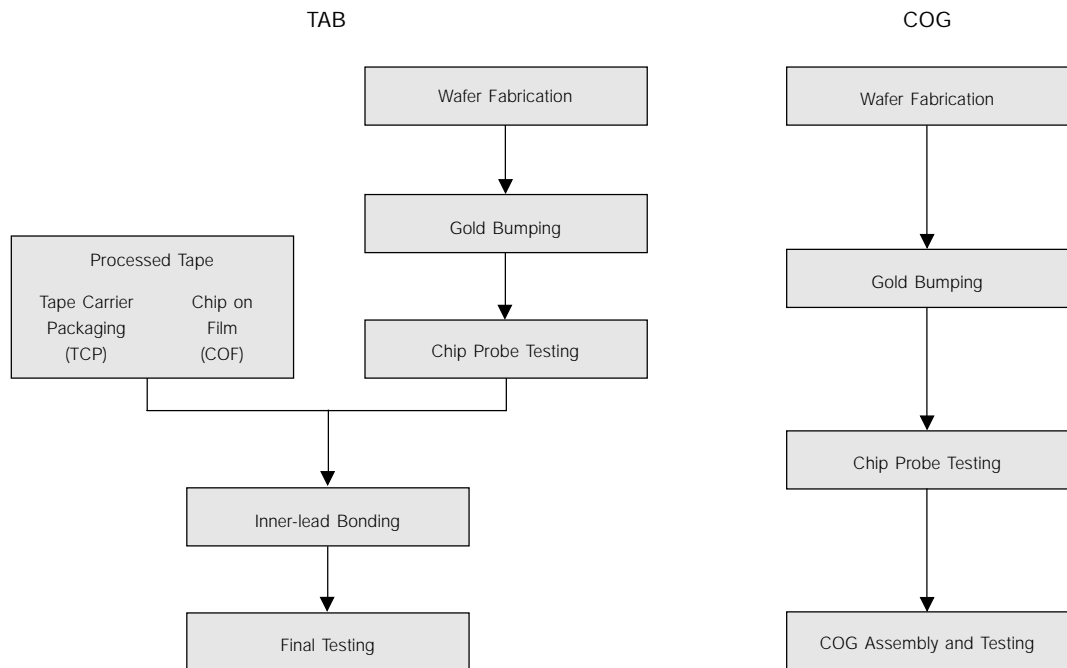 TAB
Wafer Fabrication
Gold Bumping
Processed Tape
Tape Carrier
Packaging
(TCP)
Chip on
Film
(COF)
Chip Probe Testing
Inner-lead Bonding
Final Testing
COG
Wafer Fabrication
Gold Bumping
Chip Probe Testing
COG Assembly and Testing